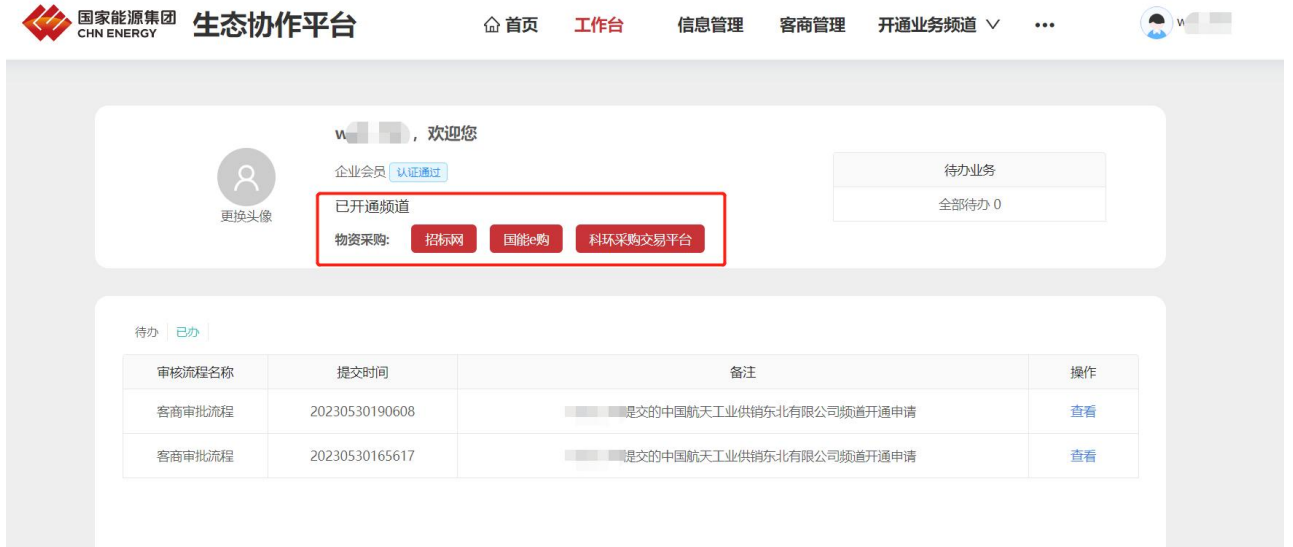 国家能源集团 CHN ENERGY 生态协作平台 首页 工作台 信息管理 客商管理 开通业务频道 •••
，欢迎您
企业会员 认证通过
更换头像
已开通频道
物资采购: 招标网 国能e购 科环采购交易平台
待办业务
全部待办 0
待办 已办
审核流程名称 提交时间 备注 操作
客商审批流程 20230530190608 提交的中国航天工业供销东北有限公司频道开通申请 查看
客商审批流程 20230530165617 提交的中国航天工业供销东北有限公司频道开通申请 查看